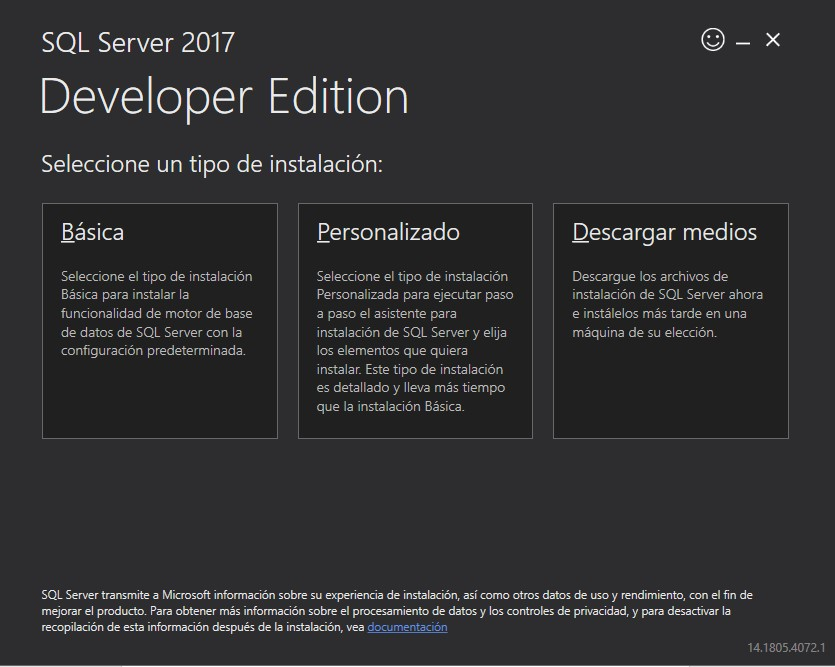 SQL Server 2017
Developer Edition
Seleccione un tipo de instalación:
Básica
Seleccione el tipo de instalación
Básica para instalar la
funcionalidad de motor de base
de datos de SQL Server con la
configuración predeterminada.
Personalizado
Seleccione el tipo de instalación
Personalizada para ejecutar paso
a paso el asistente para
instalación de SQL Server y elija
los elementos que quiera
instalar. Este tipo de instalación
es detallado y lleva más tiempo
que la instalación Básica.
Descargar medios
Descargue los archivos de
instalación de SQL Server ahora
e instálelos más tarde en una
máquina de su elección.
SQL Server transmite a Microsoft información sobre su experiencia de instalación, así como otros datos de uso y rendimiento, con el fin de
mejorar el producto. Para obtener más información sobre el procesamiento de datos y los controles de privacidad, y para desactivar la
recopilación de esta información después de la instalación, vea documentación
14.1805.4072.1